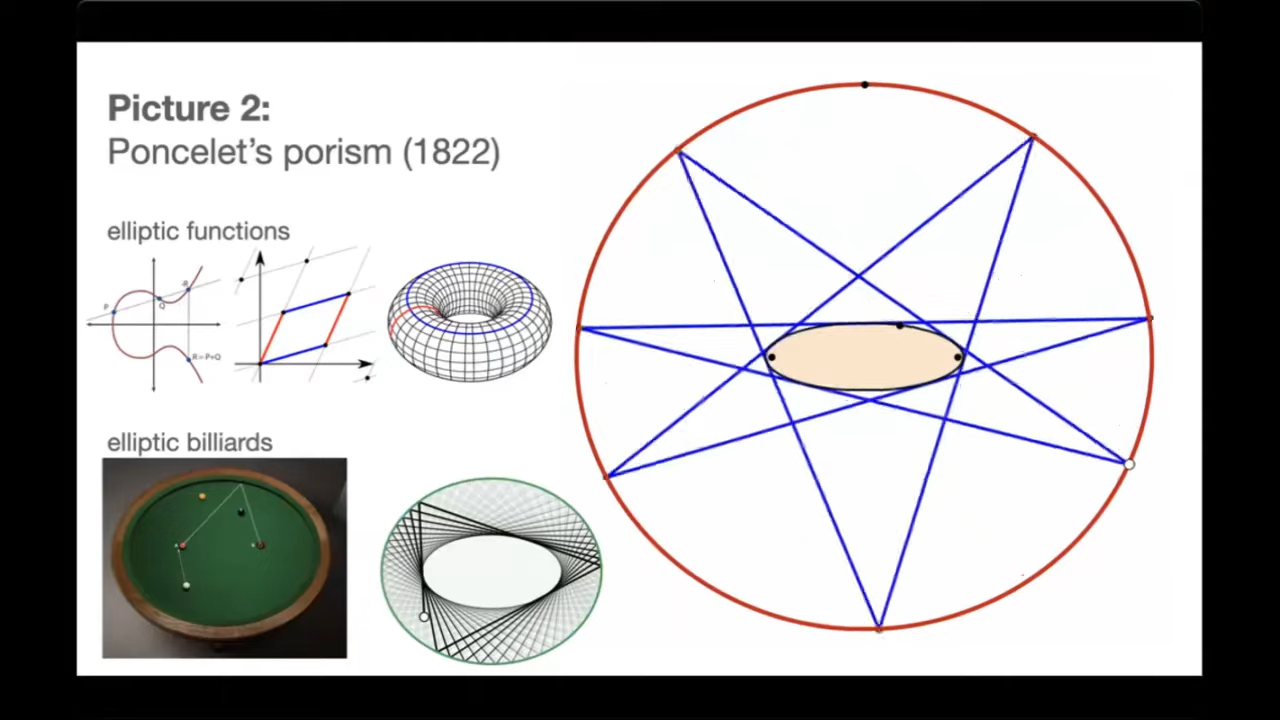 Picture 2:
Poncelet's porism (1822)
elliptic functions
P
Q
R=P+Q
elliptic billiards